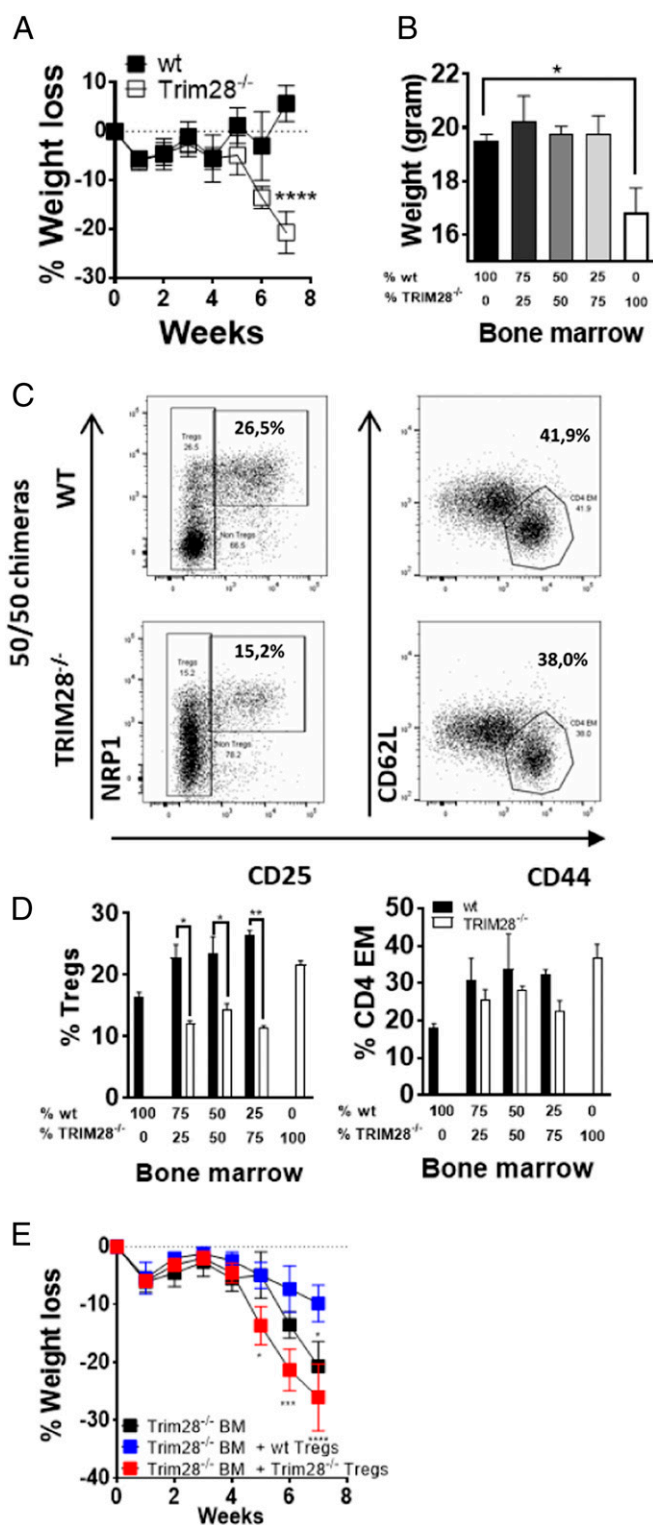 A
wt
Trim28-/-
% Weight loss
10
0
-10
-20
-30
****
0 2 4 6 8
Weeks
B
*
Weight (gram)
22
20
18
16
% wt 100 75 50 25 0
% TRIM28-/- 0 25 50 75 100
Bone marrow
C
50/50 chimeras
WT
TRIM28-/-
26,5%
Tregs
26.5
Non Tregs
66.5
41,9%
CD4 EM
41.9
15,2%
Tregs
15.2
Non Tregs
78.2
38,0%
CD4 EM
38.0
NRP1
CD62L
CD25 CD44
D
% Tregs
30
20
10
0
* * **
% wt 100 75 50 25 0
% TRIM28-/- 0 25 50 75 100
Bone marrow
wt
TRIM28-/-
% CD4 EM
50
40
30
20
10
0
% wt 100 75 50 25 0
% TRIM28-/- 0 25 50 75 100
Bone marrow
E
% Weight loss
-0
-10
-20
-30
-40
*
*
***
****
Trim28-/- BM
Trim28-/- BM + wt Tregs
Trim28-/- BM + Trim28-/- Tregs
0 2 4 6 8
Weeks